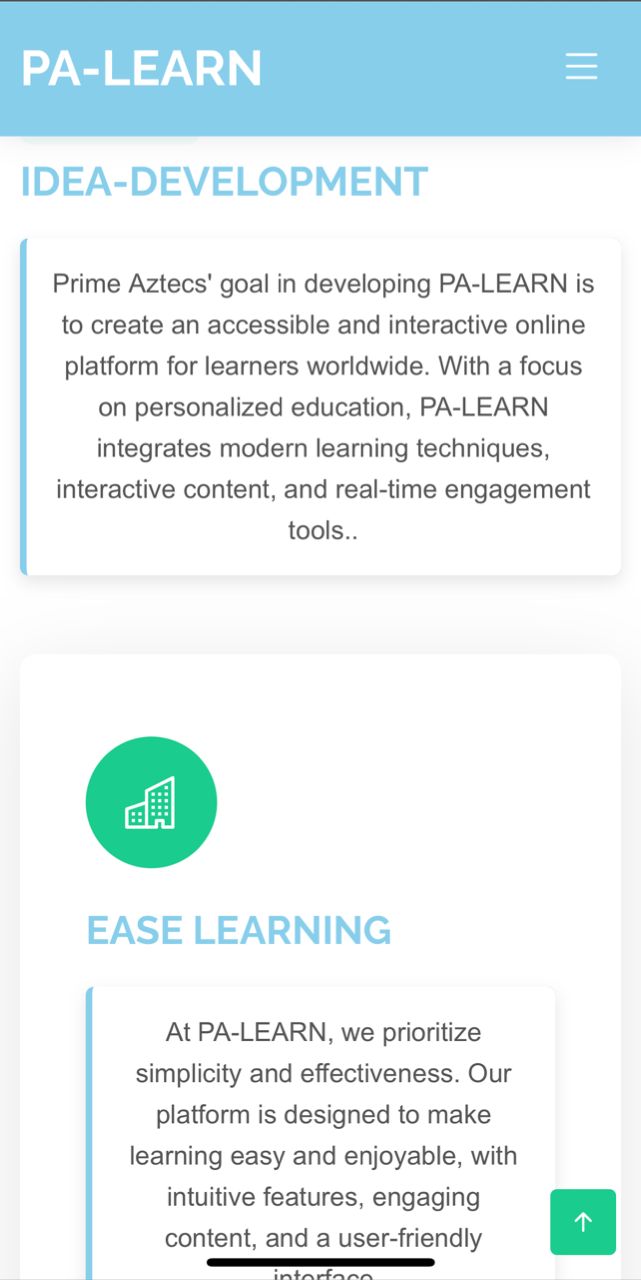 PA-LEARN
IDEA-DEVELOPMENT
Prime Aztecs' goal in developing PA-LEARN is
to create an accessible and interactive online
platform for learners worldwide. With a focus
on personalized education, PA-LEARN
integrates modern learning techniques,
interactive content, and real-time engagement
tools..
EASE LEARNING
At PA-LEARN, we prioritize
simplicity and effectiveness. Our
platform is designed to make
learning easy and enjoyable, with
intuitive features, engaging
content, and a user-friendly
interface